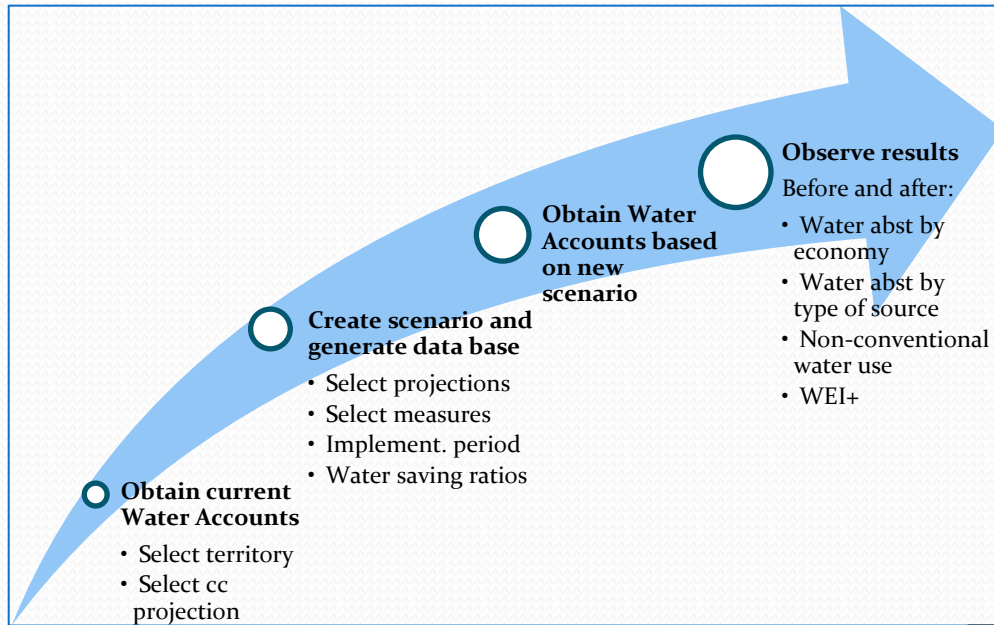 Obtain current
Water Accounts
• Select territory
• Select cc
projection
Create scenario and
generate data base
• Select projections
• Select measures
• Implement. period
• Water saving ratios
Obtain Water
Accounts based
on new
scenario
Observe results
Before and after:
• Water abst by
economy
• Water abst by
type of source
• Non-conventional
water use
• WEI+